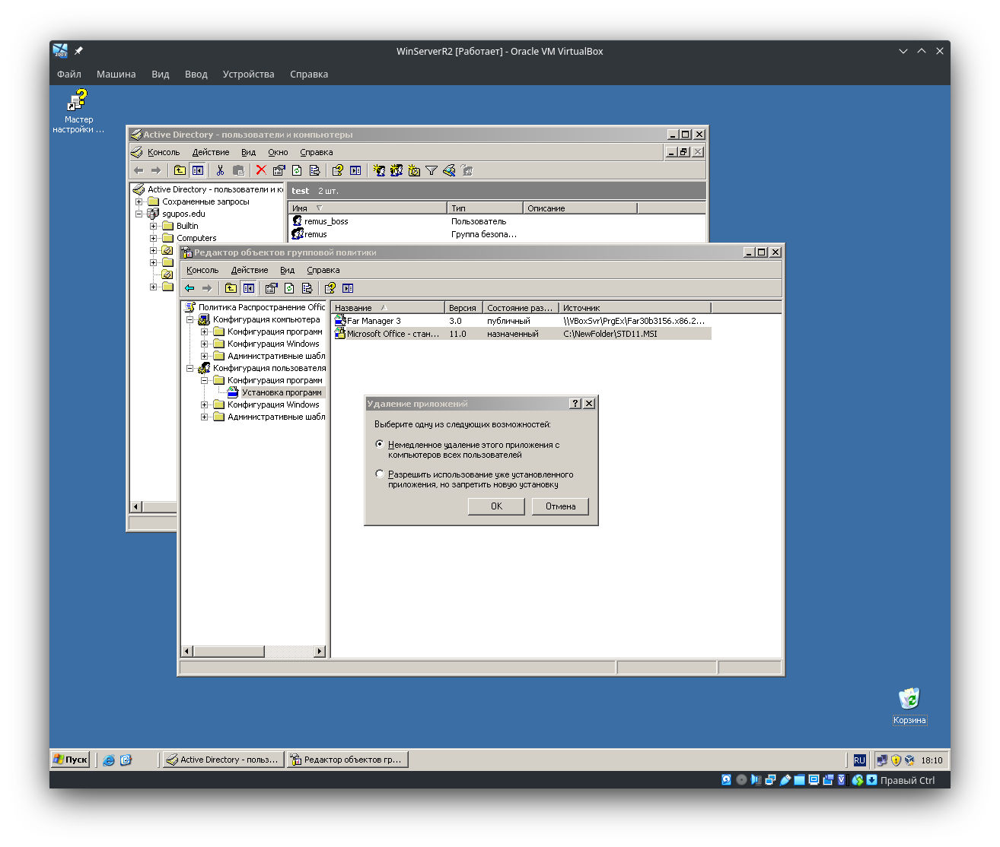 WinServerR2 [Работает] - Oracle VM VirtualBox
Файл Машина Вид Ввод Устройства Справка
Мастер
настройки ...
Active Directory - пользователи и компьютеры
Консоль Действие Вид Окно Справка
Active Directory - пользователи и ко
test 2 шт.
Сохраненные запросы
Имя Тип Описание
sgupos.edu
remus_boss Пользователь
Builtin
remus Группа безопа...
Computers
Редактор объектов групповой политики
Консоль Действие Вид Справка
Политика Распространение Offic
Название Версия Состояние раз... Источник
Конфигурация компьютера
Far Manager 3 3.0 публичный \\VBoxSvr\PrgEx\Far30b3156.x86.2...
Конфигурация программ
Microsoft Office - стан... 11.0 назначенный C:\NewFolder\STD11.MSI
Конфигурация Windows
Административные шабл
Конфигурация пользователя
Конфигурация программ
Установка программ
Конфигурация Windows
Административные шабл
Удаление приложений
Выберите одну из следующих возможностей:
Немедленное удаление этого приложения с
компьютеров всех пользователей
Разрешить использование уже установленного
приложения, но запретить новую установку
OK Отмена
Корзина
Пуск Active Directory - польз... Редактор объектов гр... RU 18:10
Правый Ctrl